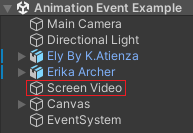 Animation Event Example
Main Camera
Directional Light
Ely By K.Atienza
Erika Archer
Screen Video
Canvas
EventSystem